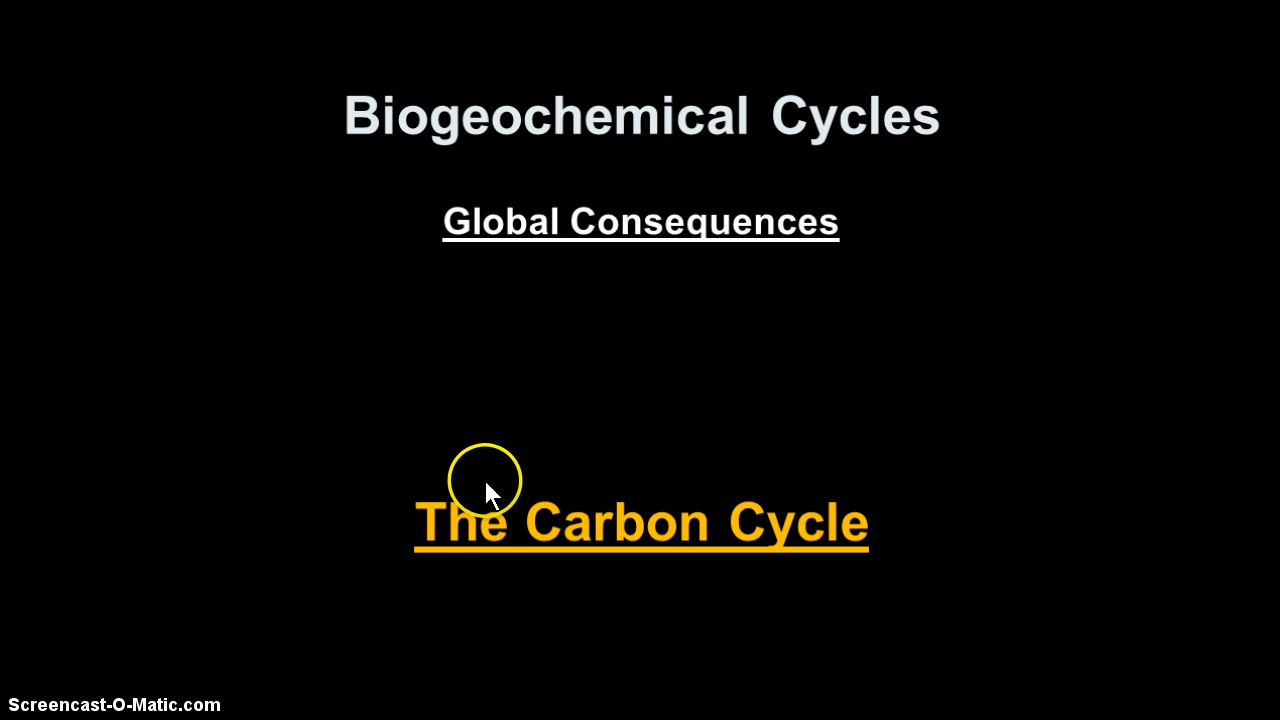 Biogeochemical Cycles
Global Consequences
The Carbon Cycle
Screencast-O-Matic.com